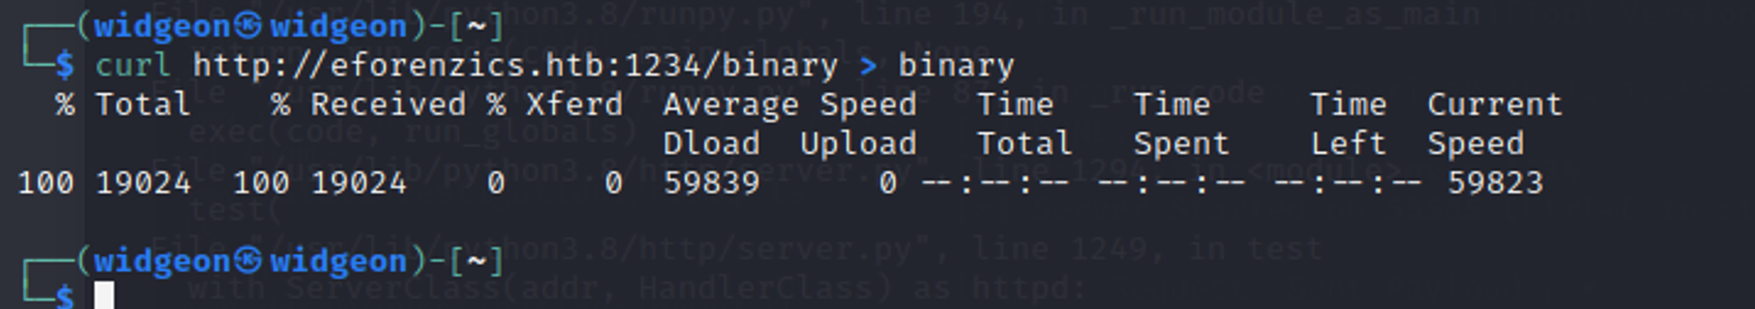 ┌──(widgeon㉿widgeon)-[~]
└─$ curl http://eforenzics.htb:1234/binary > binary
% Total % Received % Xferd Average Speed Time Time Time Current
Dload Upload Total Spent Left Speed
100 19024 100 19024 0 0 59839 0 --:--:-- --:--:-- --:--:-- 59823
┌──(widgeon㉿widgeon)-[~]
└─$